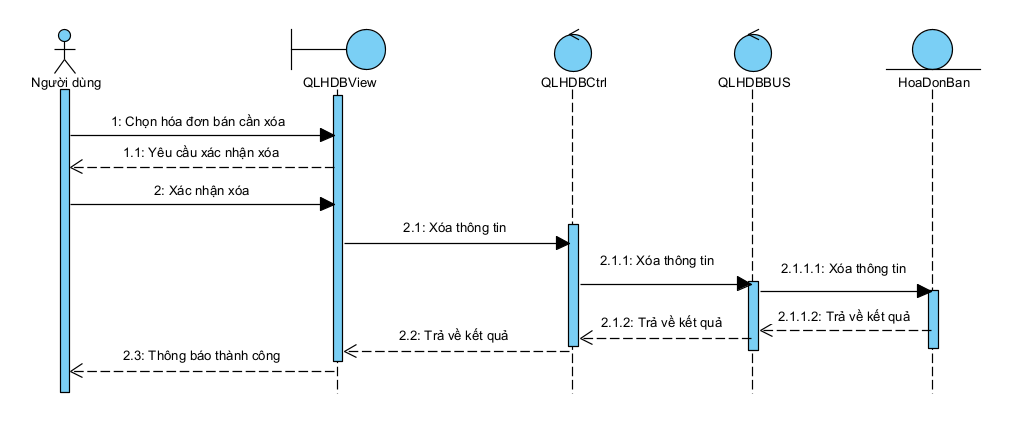 Người dùng
QLHDBView
QLHDBCtrl
QLHDBBUS
HoaDonBan
1: Chọn hóa đơn bán cần xóa
1.1: Yêu cầu xác nhận xóa
2: Xác nhận xóa
2.1: Xóa thông tin
2.1.1: Xóa thông tin
2.1.1.1: Xóa thông tin
2.1.1.2: Trả về kết quả
2.1.2: Trả về kết quả
2.2: Trả về kết quả
2.3: Thông báo thành công